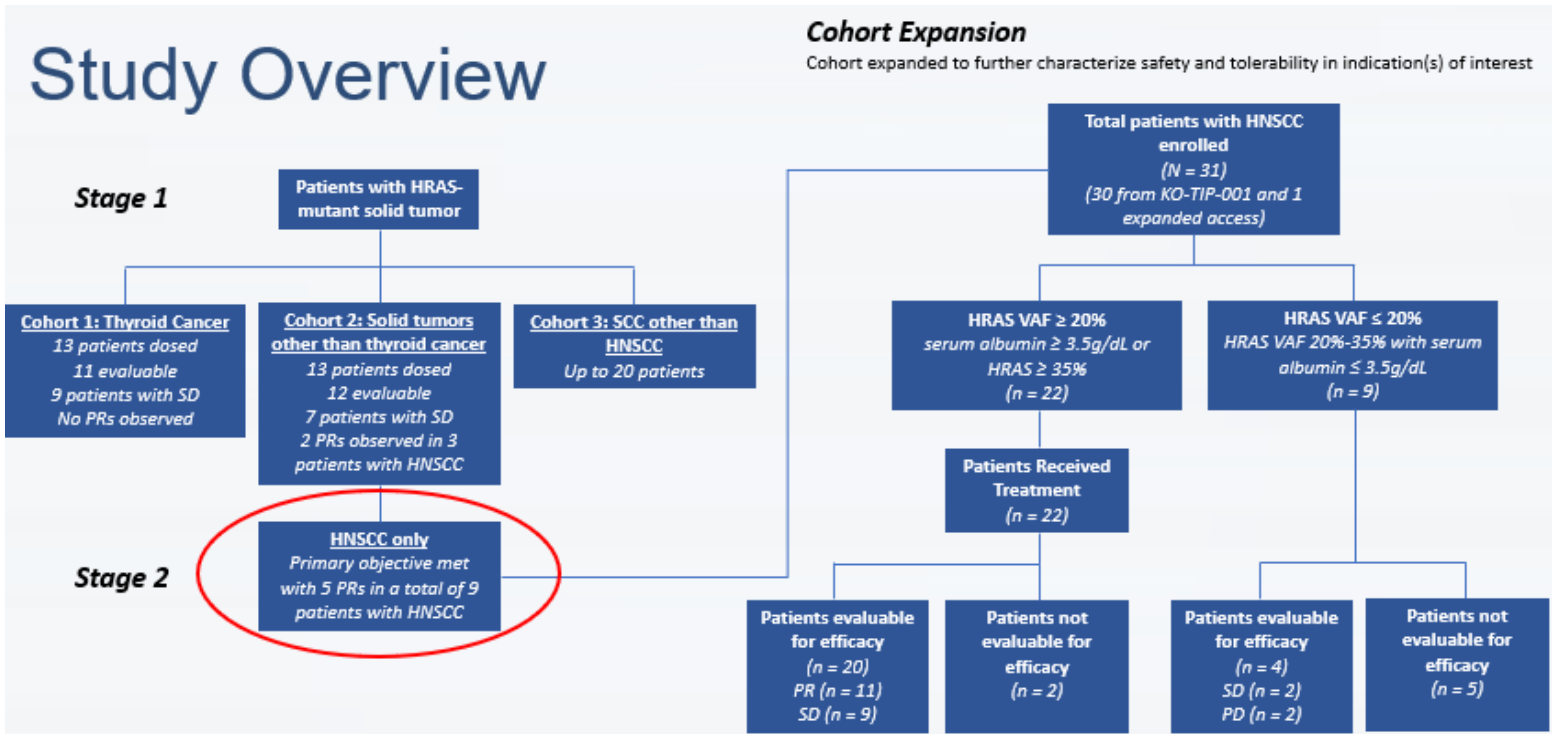 Study Overview
Cohort Expansion
Cohort expanded to further characterize safety and tolerability in indication(s) of interest
Stage 1
Patients with HRAS-
mutant solid tumor
Cohort 1: Thyroid Cancer
13 patients dosed
11 evaluable
9 patients with SD
No PRs observed
Cohort 2: Solid tumors
other than thyroid cancer
13 patients dosed
12 evaluable
7 patients with SD
2 PRs observed in 3
patients with HNSCC
Cohort 3: SCC other than
HNSCC
Up to 20 patients
Stage 2
HNSCC only
Primary objective met
with 5 PRs in a total of 9
patients with HNSCC
Total patients with HNSCC
enrolled
(N = 31)
(30 from KO-TIP-001 and 1
expanded access)
HRAS VAF ≥ 20%
serum albumin ≥ 3.5g/dL or
HRAS ≥ 35%
(n = 22)
HRAS VAF ≤ 20%
HRAS VAF 20%-35% with serum
albumin ≤ 3.5g/dL
(n = 9)
Patients Received
Treatment
(n = 22)
Patients evaluable
for efficacy
(n = 20)
PR (n = 11)
SD (n = 9)
Patients not
evaluable for
efficacy
(n = 2)
Patients evaluable
for efficacy
(n = 4)
SD (n = 2)
PD (n = 2)
Patients not
evaluable for
efficacy
(n = 5)